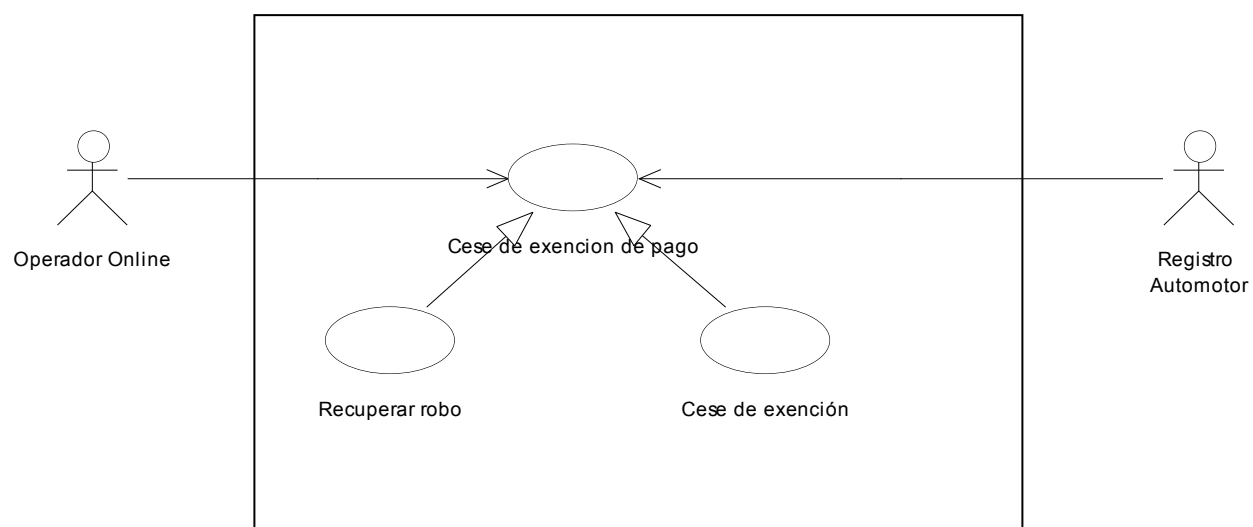 Cese de exencion de pago
Operador Online
Registro
Automotor
Recuperar robo
Cese de exención